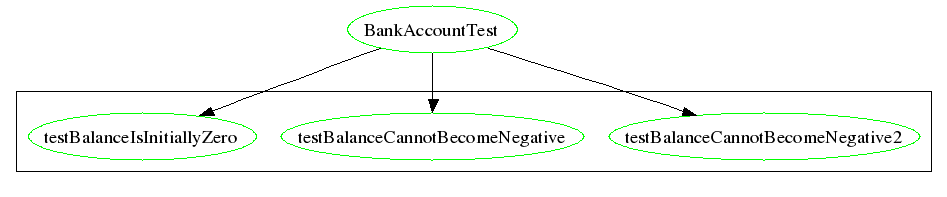 BankAccountTest
testBalanceIsInitiallyZero
testBalanceCannotBecomeNegative
testBalanceCannotBecomeNegative2